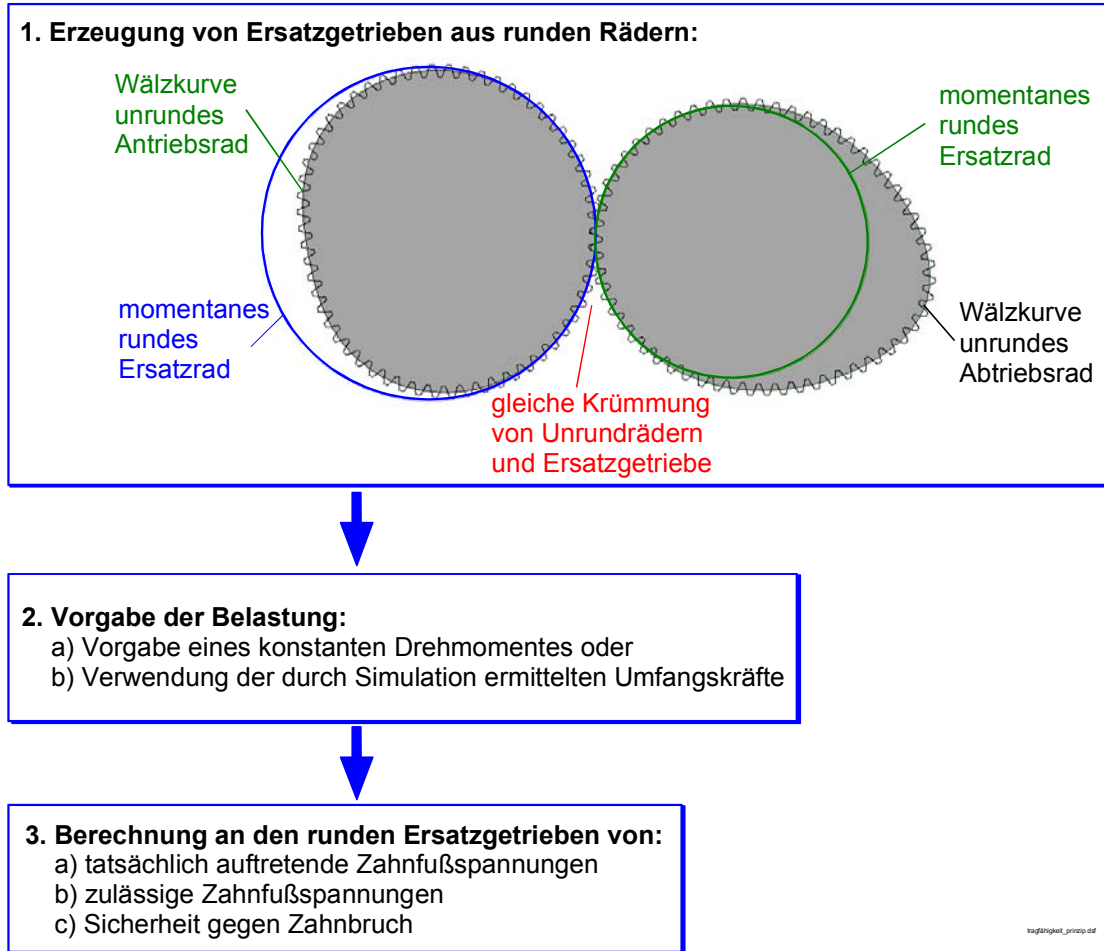 1. Erzeugung von Ersatzgetrieben aus runden Rädern:
Wälzkurve
unrundes
Antriebsrad
momentanes
rundes
Ersatzrad
momentanes
rundes
Ersatzrad
Wälzkurve
unrundes
Abtriebsrad
gleiche Krümmung
von Unrundrädern
und Ersatzgetriebe
2. Vorgabe der Belastung:
a) Vorgabe eines konstanten Drehmomentes oder
b) Verwendung der durch Simulation ermittelten Umfangskräfte
3. Berechnung an den runden Ersatzgetrieben von:
a) tatsächlich auftretende Zahnfußspannungen
b) zulässige Zahnfußspannungen
c) Sicherheit gegen Zahnbruch
tragfähigkeit_prinzip.dsf